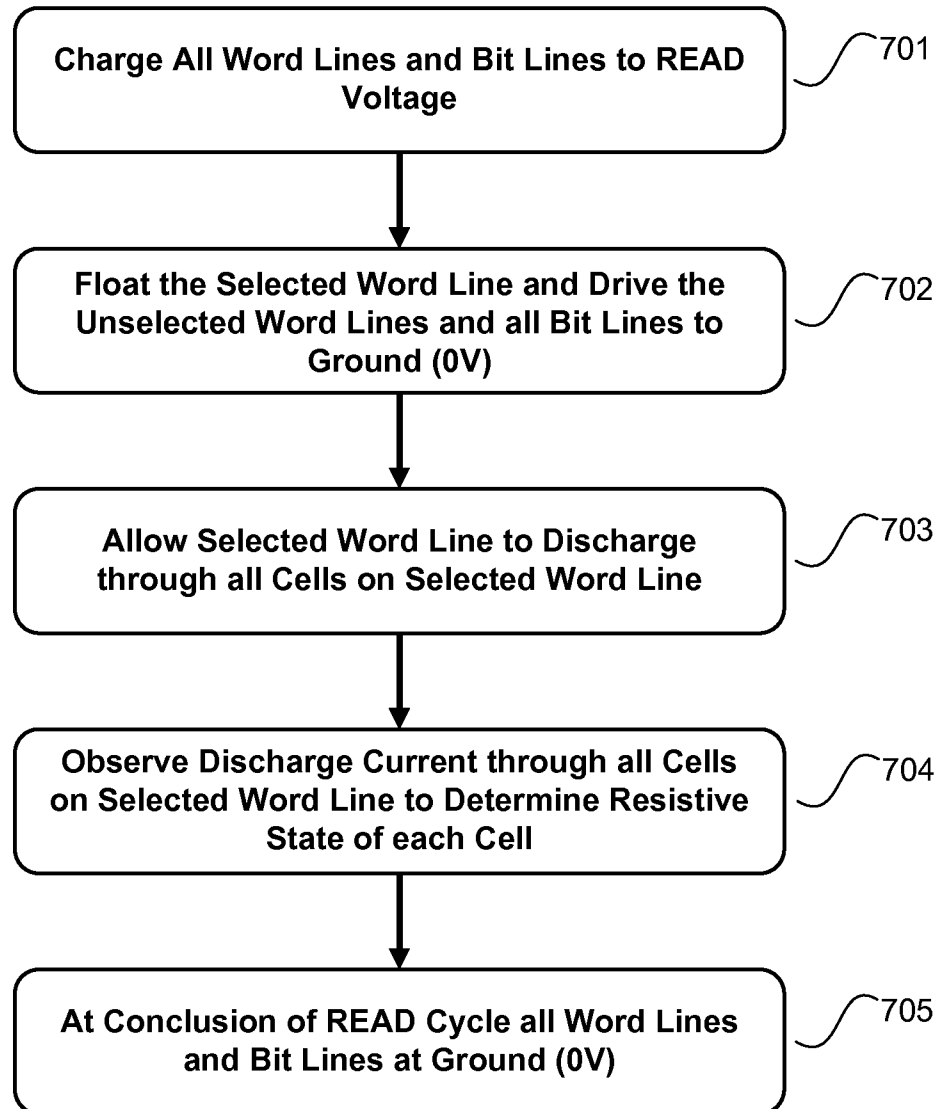 Charge All Word Lines and Bit Lines to READ
Voltage
701
Float the Selected Word Line and Drive the
Unselected Word Lines and all Bit Lines to
Ground (0V)
702
Allow Selected Word Line to Discharge
through all Cells on Selected Word Line
703
Observe Discharge Current through all Cells
on Selected Word Line to Determine Resistive
State of each Cell
704
At Conclusion of READ Cycle all Word Lines
and Bit Lines at Ground (0V)
705